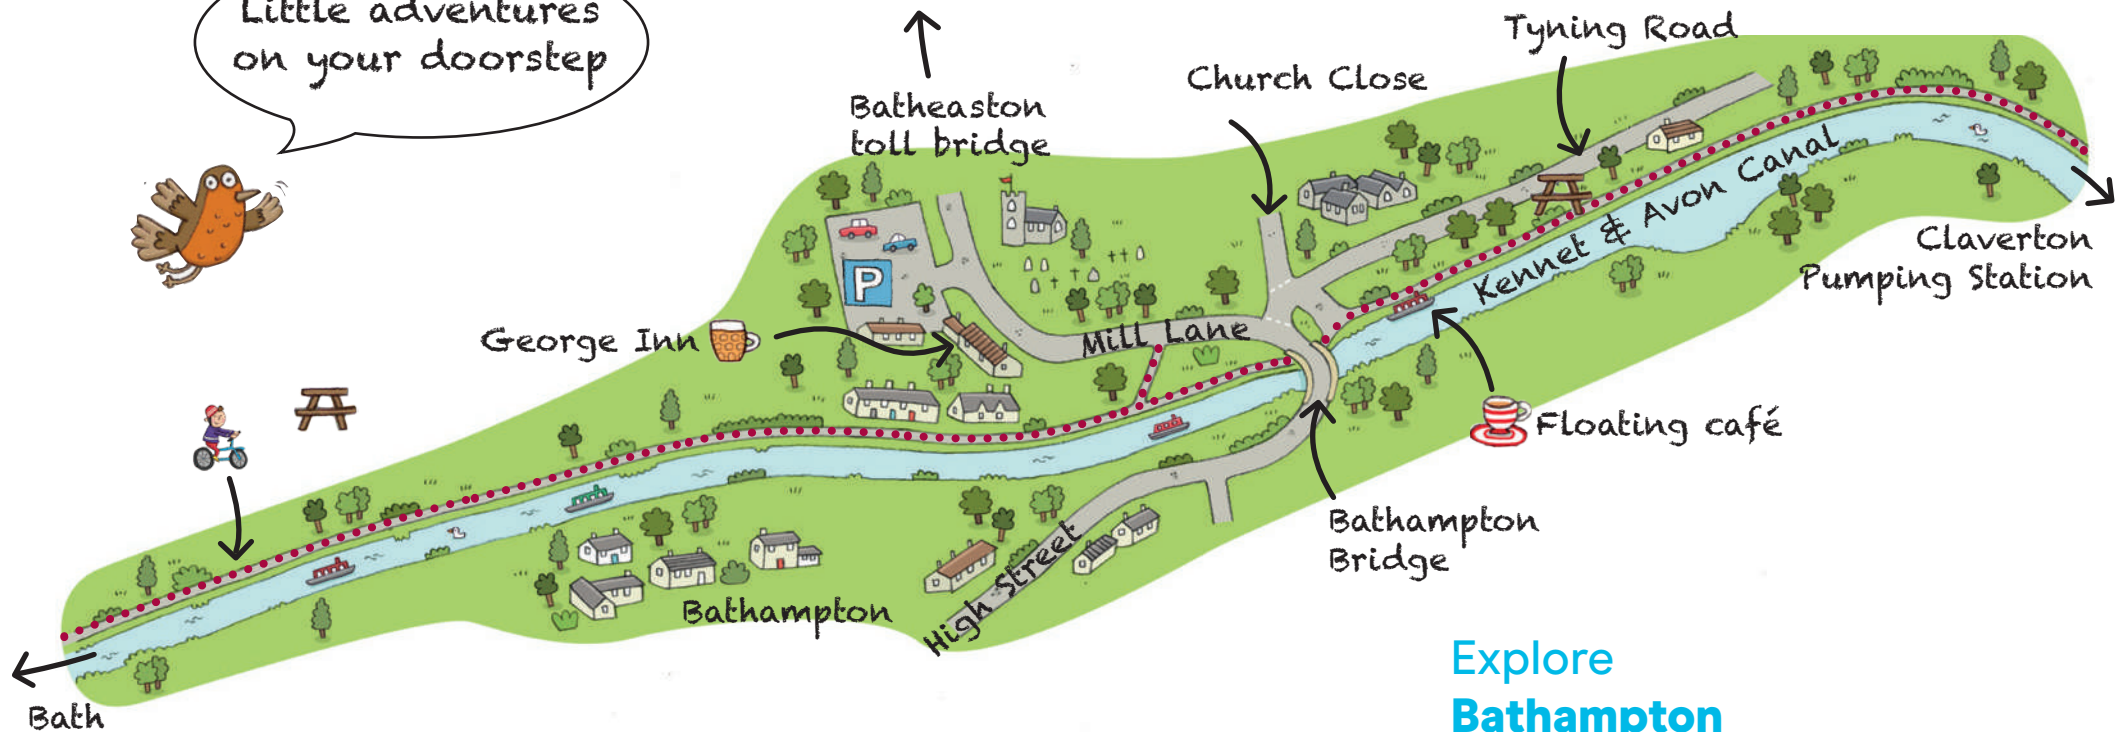 Little adventures
on your doorstep
Batheaston
toll bridge
Church Close
Tyning Road
Kennet & Avon Canal
Claverton
Pumping Station
P
George Inn
Mill Lane
Floating café
Bathampton
Bridge
High Street
Bathampton
Bath
Explore
Bathampton